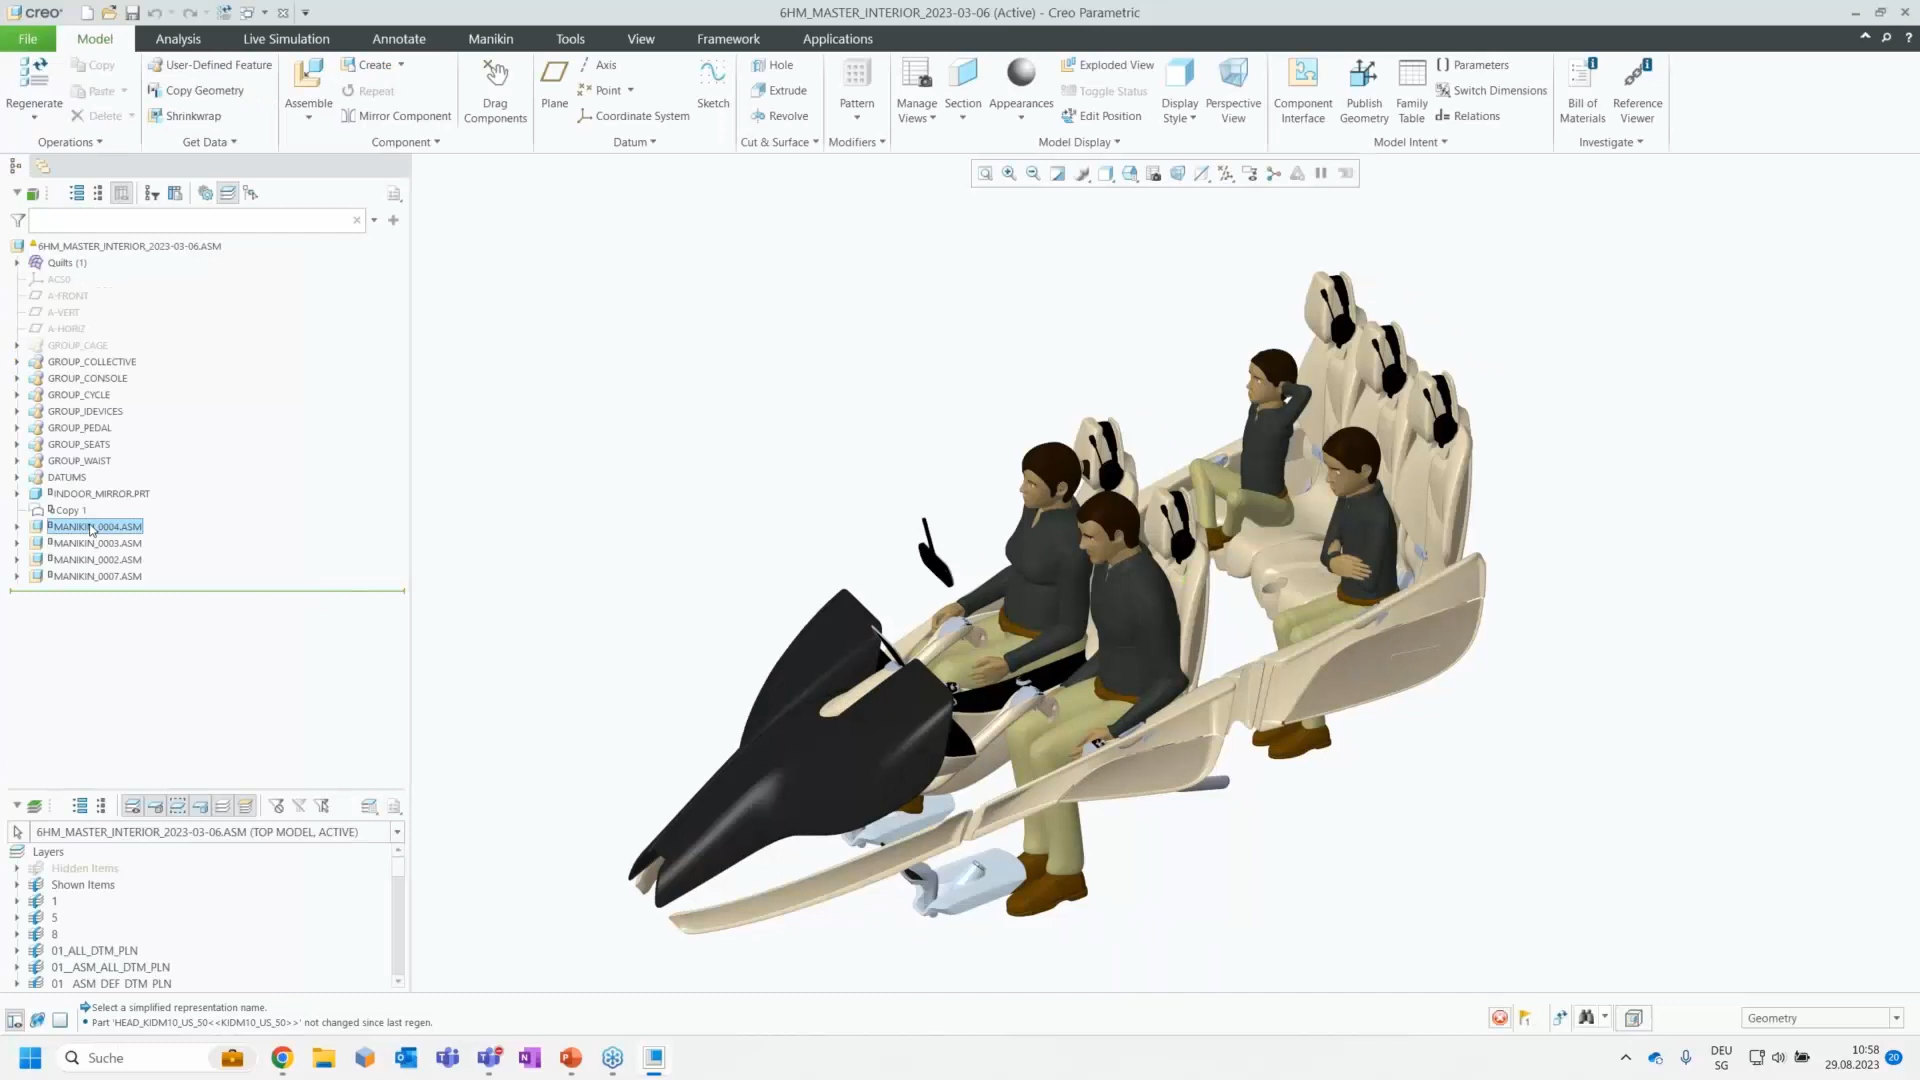 creo
6HM_MASTER_INTERIOR_2023-03-06 (Active) - Creo Parametric
File Model Analysis Live Simulation Annotate Manikin Tools View Framework Applications
Regenerate
Copy
Paste
Delete
Operations
User-Defined Feature
Copy Geometry
Shrinkwrap
Get Data
Assemble
Create
Repeat
Mirror Component
Component
Drag
Components
Plane
Axis
Point
Coordinate System
Sketch
Datum
Hole
Extrude
Revolve
Cut & Surface
Pattern
Modifiers
Manage
Views
Section
Appearances
Exploded View
Toggle Status
Edit Position
Display
Style
Perspective
View
Model Display
Component
Interface
Publish
Geometry
Family
Table
Parameters
Switch Dimensions
Relations
Model Intent
Bill of
Materials
Reference
Viewer
Investigate
6HM_MASTER_INTERIOR_2023-03-06.ASM
Quilts (1)
ACS0
A-FRONT
A-VERT
A-HORIZ
GROUP_CAGE
GROUP_COLLECTIVE
GROUP_CONSOLE
GROUP_CYCLE
GROUP_IDEVICES
GROUP_PEDAL
GROUP_SEATS
GROUP_WAIST
DATUMS
INDOOR_MIRROR.PRT
Copy 1
MANIKIN_0004.ASM
MANIKIN_0003.ASM
MANIKIN_0002.ASM
MANIKIN_0007.ASM
6HM_MASTER_INTERIOR_2023-03-06.ASM (TOP MODEL, ACTIVE)
Layers
Hidden Items
Shown Items
1
5
8
01_ALL_DTM_PLN
01__ASM_ALL_DTM_PLN
01__ASM_DEF_DTM_PLN
Select a simplified representation name.
• Part 'HEAD_KIDM10_US_50<<KIDM10_US_50>>' not changed since last regen.
Geometry
Suche
DEU
SG
10:58
29.08.2023
20